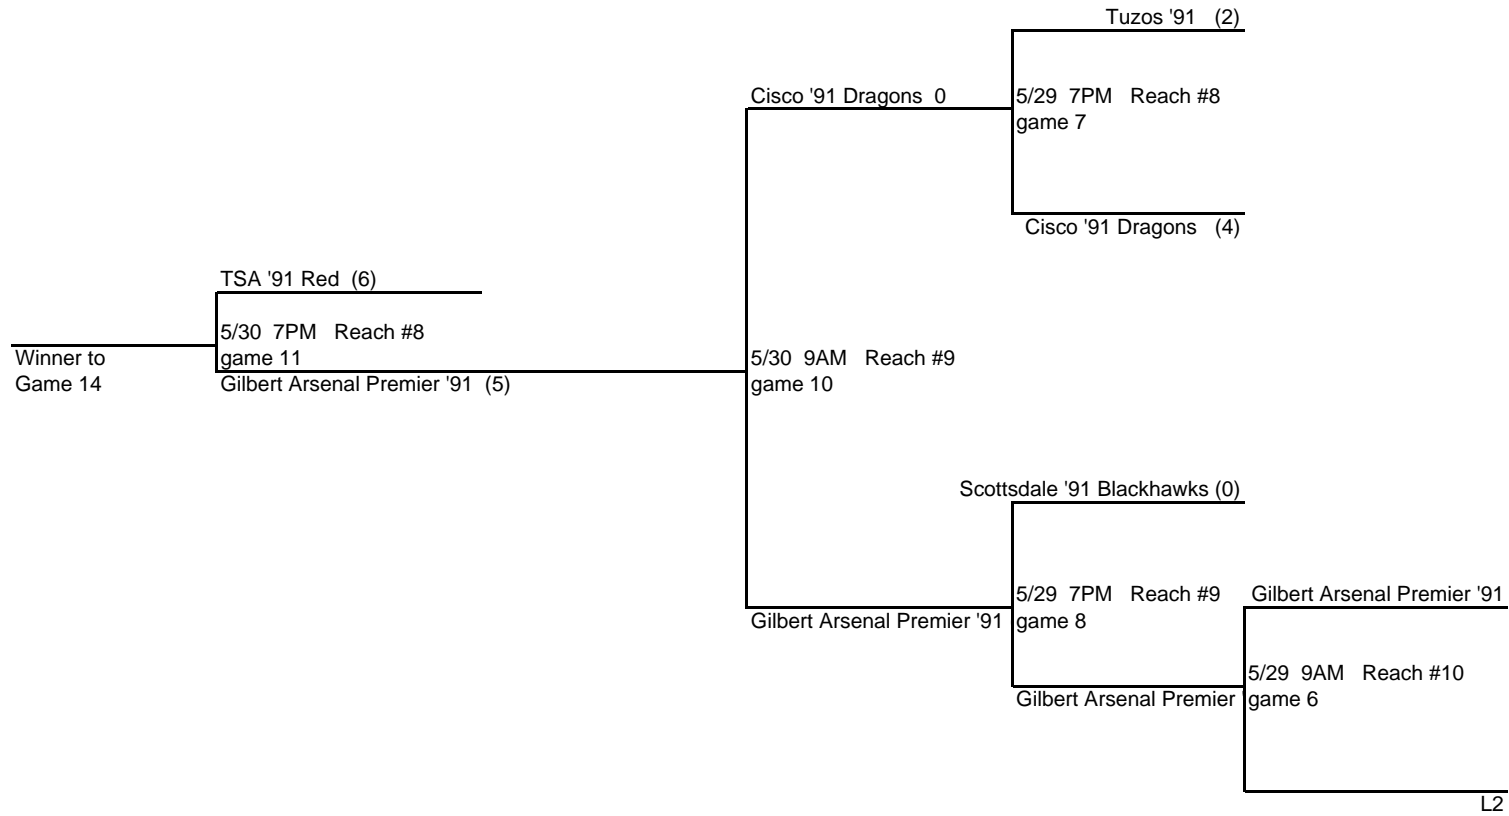 Tuzos '91   (2)
Cisco '91 Dragons  0
5/29  7PM   Reach #8
game 7
Cisco '91 Dragons   (4)
TSA '91 Red  (6)
5/30  7PM   Reach #8
game 11
Winner to
Game 14
Gilbert Arsenal Premier '91  (5)
5/30  9AM   Reach #9
game 10
Scottsdale '91 Blackhawks (0)
5/29  7PM   Reach #9
game 8
Gilbert Arsenal Premier '91
Gilbert Arsenal Premier '91
5/29  9AM   Reach #10
game 6
Gilbert Arsenal Premier
L2